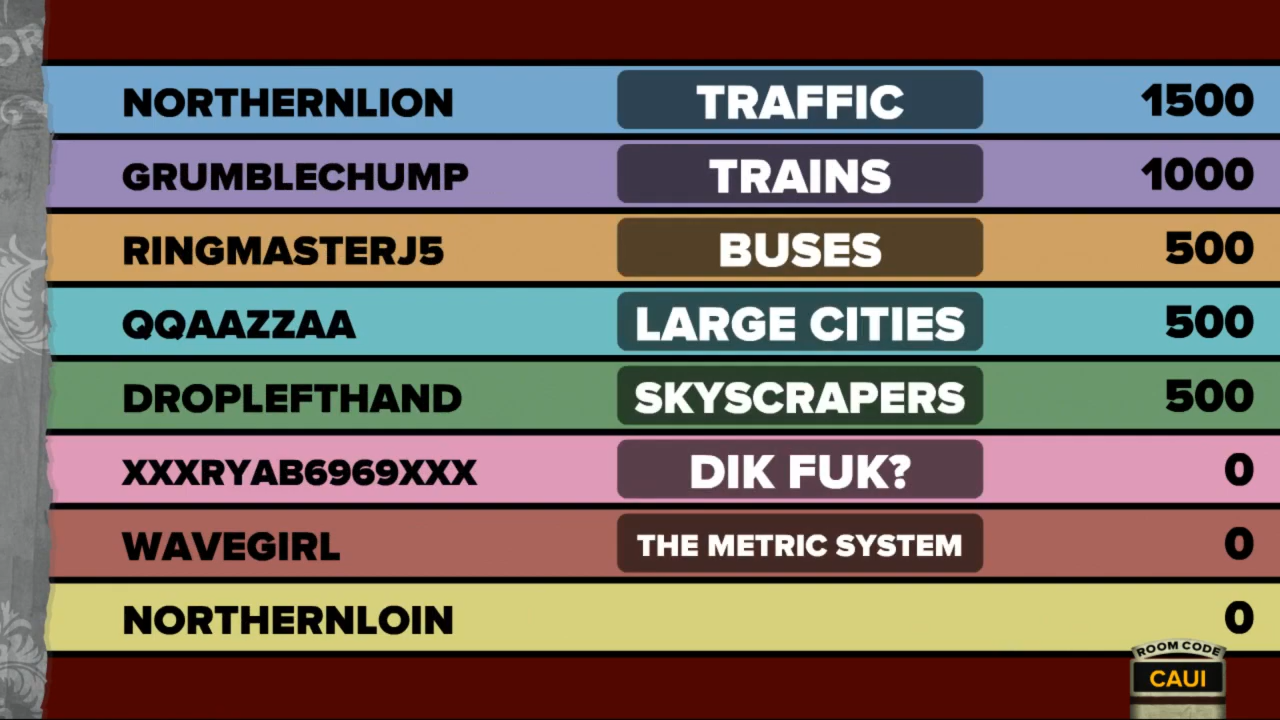 NORTHERNLION TRAFFIC 1500
GRUMBLECHUMP TRAINS 1000
RINGMASTERJ5 BUSES 500
QQAAZZAA LARGE CITIES 500
DROPLEFTHAND SKYSCRAPERS 500
XXXRYAB6969XXX DIK FUK? 0
WAVEGIRL THE METRIC SYSTEM 0
NORTHERNLOIN 0
ROOM CODE
CAUI